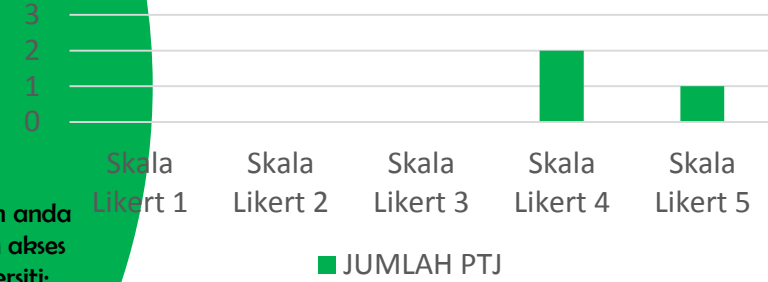 3
2
1
0
Skala Likert 1
Skala Likert 2
Skala Likert 3
Skala Likert 4
Skala Likert 5
JUMLAH PTJ
anda
akses